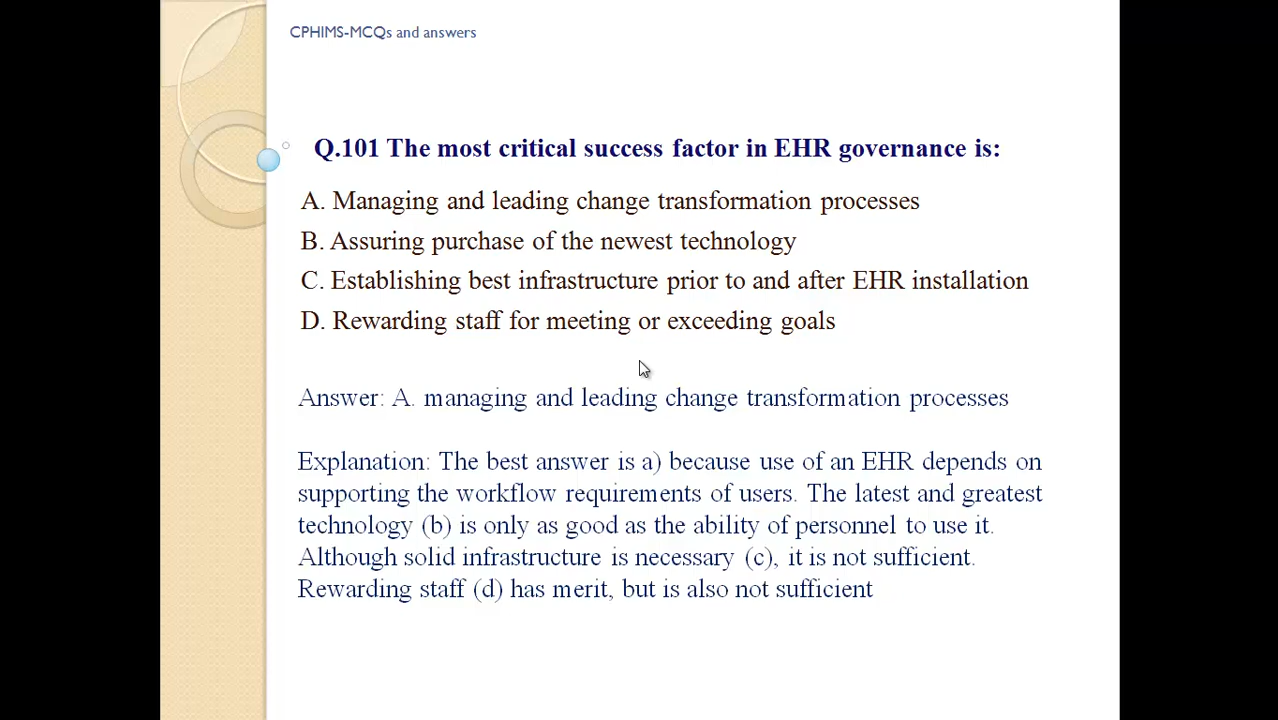 CPHIMS-MCQs and answers
Q.101 The most critical success factor in EHR governance is:
A. Managing and leading change transformation processes
B. Assuring purchase of the newest technology
C. Establishing best infrastructure prior to and after EHR installation
D. Rewarding staff for meeting or exceeding goals
Answer: A. managing and leading change transformation processes
Explanation: The best answer is a) because use of an EHR depends on
supporting the workflow requirements of users. The latest and greatest
technology (b) is only as good as the ability of personnel to use it.
Although solid infrastructure is necessary (c), it is not sufficient.
Rewarding staff (d) has merit, but is also not sufficient